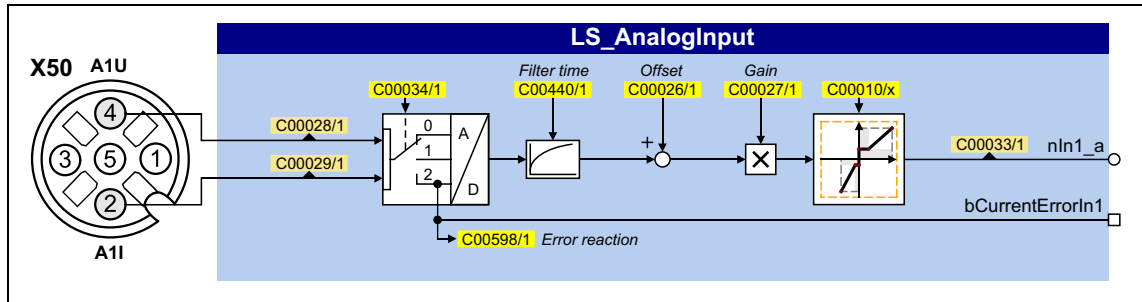 LS_AnalogInput
X50
A1U
Filter time
Offset
Gain
C00034/1
C00440/1
C00026/1
C00027/1
C00010/x
4
C00028/1
0
A
+
3
5
1
1
C00029/1
2
D
C00033/1
nIn1_a
2
bCurrentErrorIn1
A1I
C00598/1 Error reaction